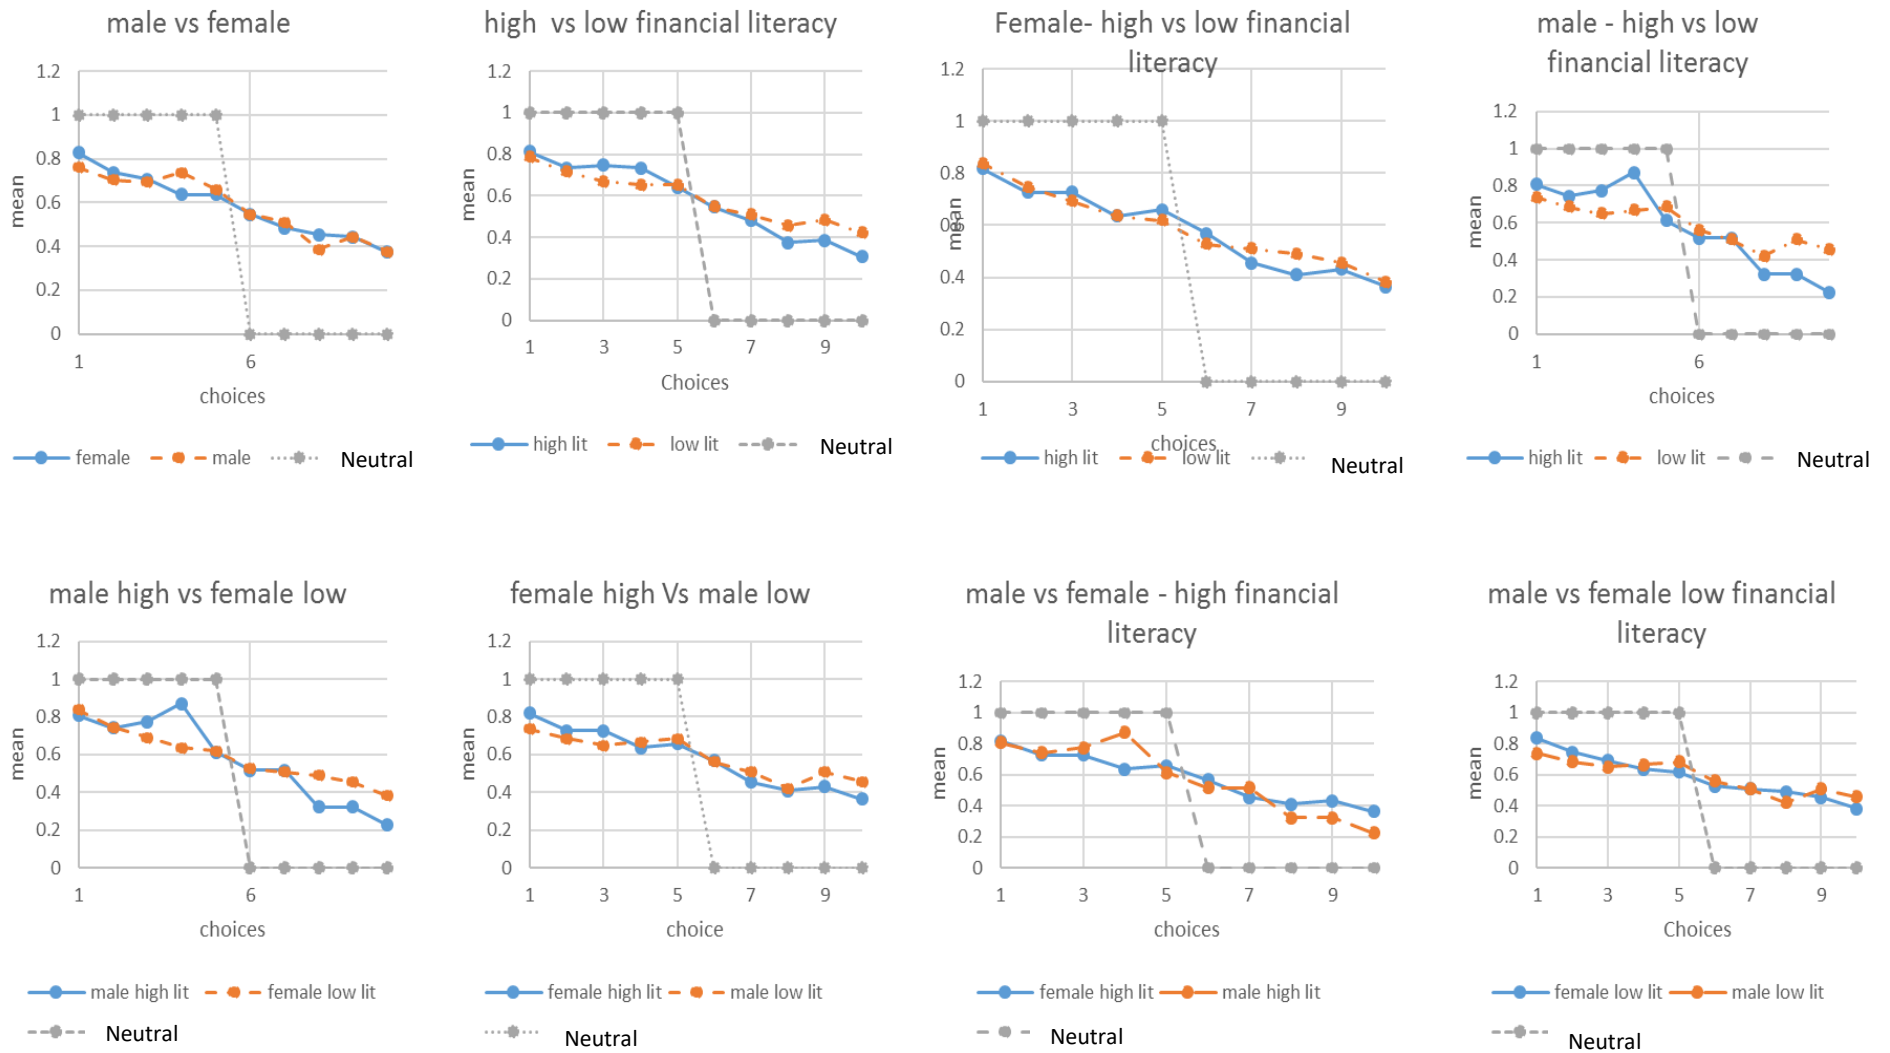 male vs female
1.2
1
0.8
0.6
0.4
0.2
0
mean
1 6
choices
female male Neutral
high vs low financial literacy
1.2
1
0.8
0.6
0.4
0.2
0
mean
1 3 5 7 9
Choices
high lit low lit Neutral
Female- high vs low financial
literacy
1.2
1
0.8
0.6
0.4
0.2
0
mean
1 3 5 7 9
choices
high lit low lit Neutral
male - high vs low
financial literacy
1.2
1
0.8
0.6
0.4
0.2
0
mean
1 6
choices
high lit low lit Neutral
male high vs female low
1.2
1
0.8
0.6
0.4
0.2
0
mean
1 6
choices
male high lit female low lit
Neutral
female high Vs male low
1.2
1
0.8
0.6
0.4
0.2
0
mean
1 3 5 7 9
choice
female high lit male low lit
Neutral
male vs female - high financial
literacy
1.2
1
0.8
0.6
0.4
0.2
0
mean
1 3 5 7 9
choices
female high lit male high lit
Neutral
male vs female low financial
literacy
1.2
1
0.8
0.6
0.4
0.2
0
mean
1 3 5 7 9
Choices
female low lit male low lit
Neutral